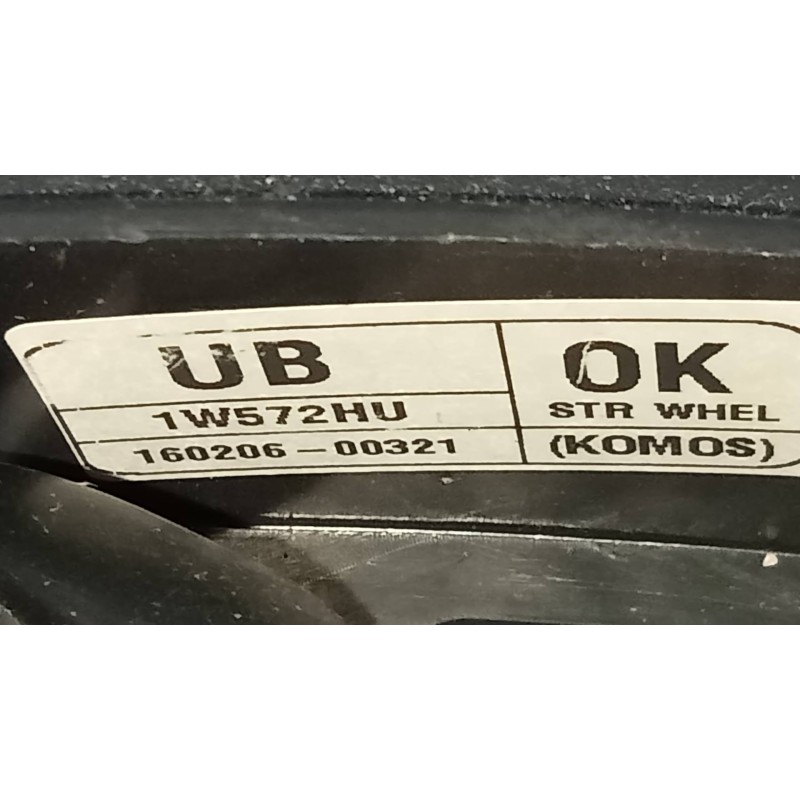 UB
OK
1W572HU
STR WHEL
160206-00321
(KOMOS)